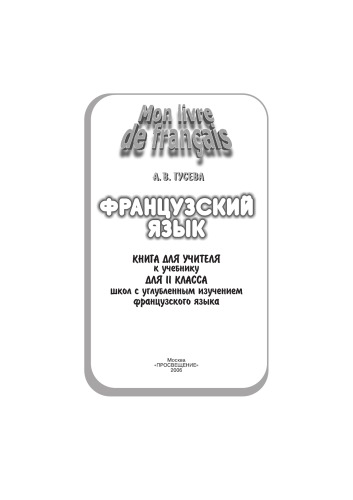 Mon livre
de français
А. В. ГУСЕВА
ФРАНЦУЗСКИЙ
ЯЗЫК
КНИГА ДЛЯ УЧИТЕЛЯ
к учебнику
ДЛЯ II КЛАССА
школ с углубленным изучением
французского языка
Москва
«ПРОСВЕЩЕНИЕ»
2006